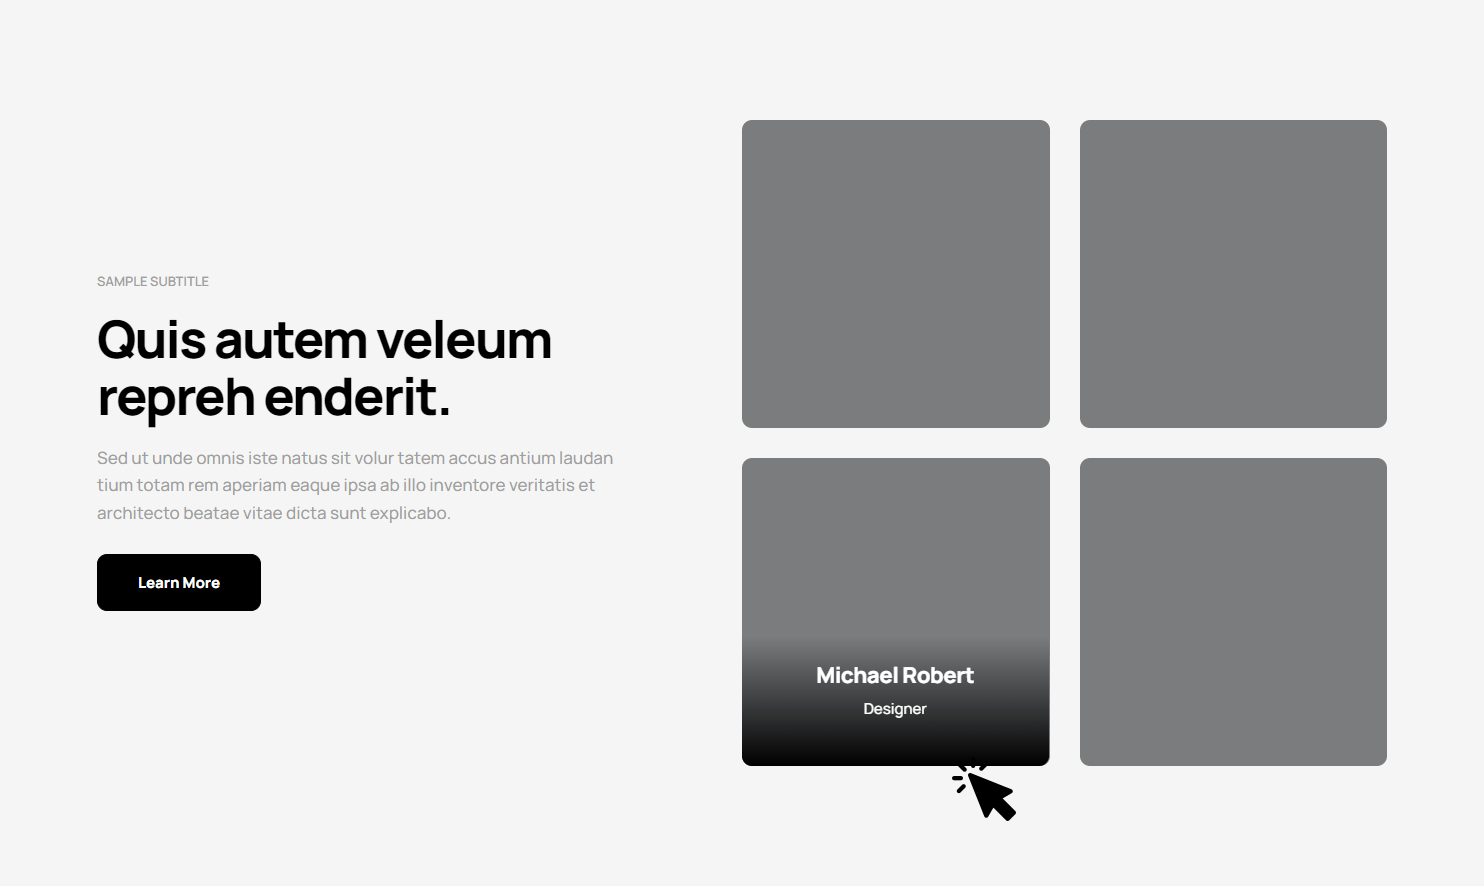 SAMPLE SUBTITLE
Quis autem veleum
repreh enderit.
Sed ut unde omnis iste natus sit volur tatem accus antium laudan
tium totam rem aperiam eaque ipsa ab illo inventore veritatis et
architecto beatae vitae dicta sunt explicabo.
Learn More
Michael Robert
Designer